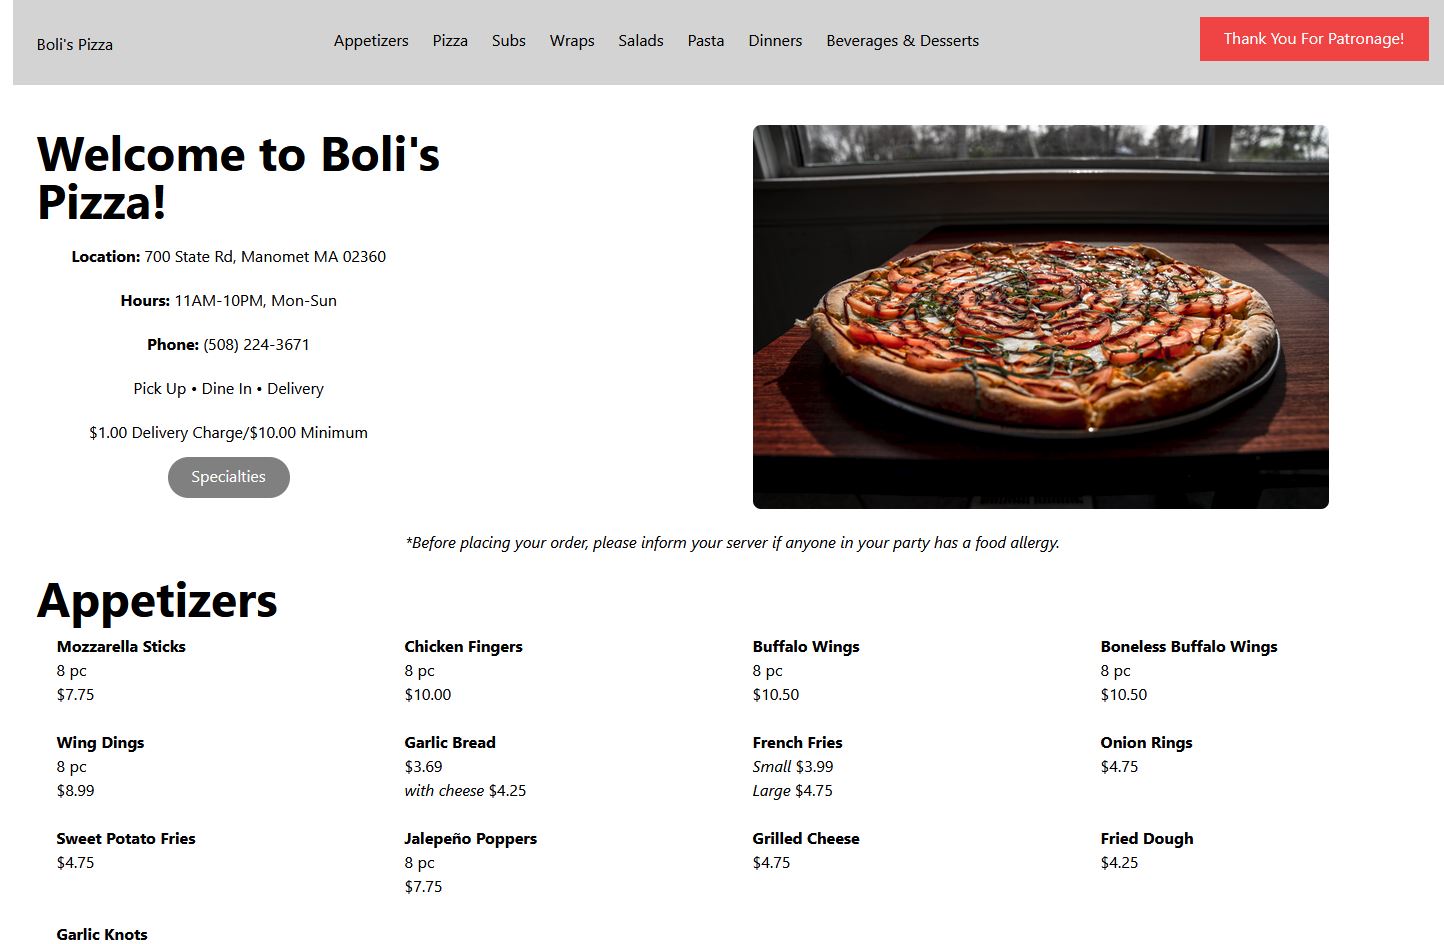 Boli's Pizza
Appetizers Pizza Subs Wraps Salads Pasta Dinners Beverages & Desserts
Thank You For Patronage!
Welcome to Boli's
Pizza!
Location: 700 State Rd, Manomet MA 02360
Hours: 11AM-10PM, Mon-Sun
Phone: (508) 224-3671
Pick Up • Dine In • Delivery
$1.00 Delivery Charge/$10.00 Minimum
Specialties
*Before placing your order, please inform your server if anyone in your party has a food allergy.
Appetizers
Mozzarella Sticks
8 pc
$7.75
Chicken Fingers
8 pc
$10.00
Buffalo Wings
8 pc
$10.50
Boneless Buffalo Wings
8 pc
$10.50
Wing Dings
8 pc
$8.99
Garlic Bread
$3.69
with cheese $4.25
French Fries
Small $3.99
Large $4.75
Onion Rings
$4.75
Sweet Potato Fries
$4.75
Jalepeño Poppers
8 pc
$7.75
Grilled Cheese
$4.75
Fried Dough
$4.25
Garlic Knots